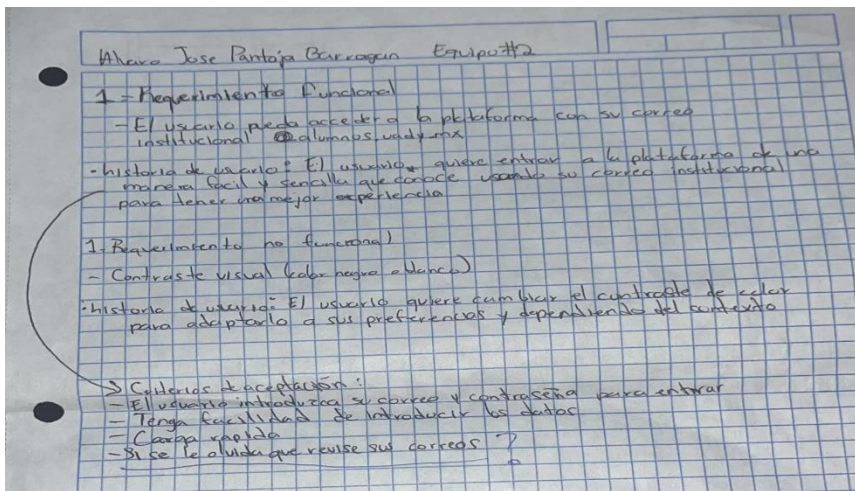 Alvaro Jose Pantoja Barragan Equipo #2
1 = Requerimiento Funcional
- El usuario pueda acceder a la plataforma con su correo
institucional @alumnos.uady.mx
· historia de usuario: El usuario quiere entrar a la plataforma de una
manera fácil y sencilla que conoce usando su correo institucional
para tener una mejor experiencia
1- Requerimiento no funcional
- Contraste visual (color negro o blanco)
· historia de usuario: El usuario quiere cambiar el contraste de color
para adaptarlo a sus preferencias y dependiendo del contexto
Criterios de aceptación:
- El usuario introduzca su correo y contraseña para entrar
- Tenga facilidad de introducir los datos
- Carga rapida
- Si se le olvida que revise sus correos ?